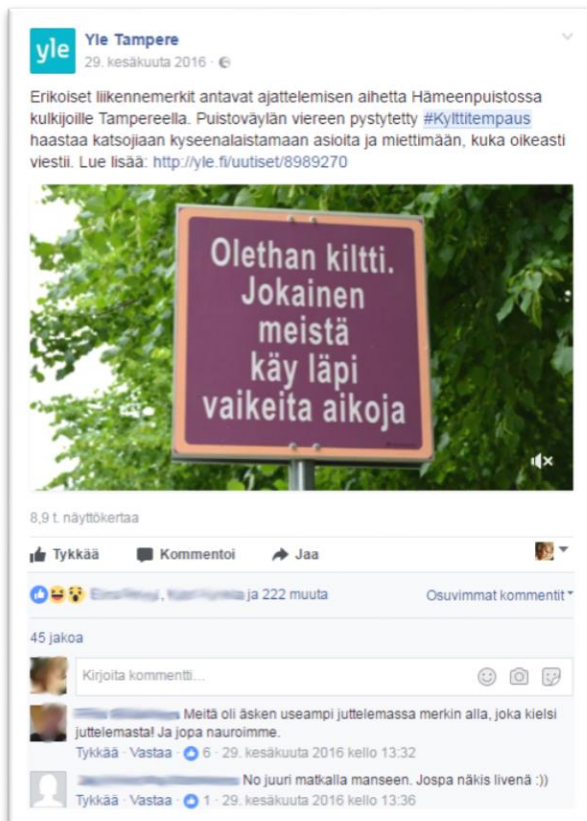 yle
Yle Tampere
29. kesäkuuta 2016 ·
Erikoiset liikennemerkit antavat ajattelemisen aihetta Hämeenpuistossa
kulkijoille Tampereella. Puistoväylän viereen pystytetty #Kylttitempaus
haastaa katsojiaan kyseenalaistamaan asioita ja miettimään, kuka oikeasti
viestii. Lue lisää: http://yle.fi/uutiset/8989270
Olethan kiltti.
Jokainen
meistä
käy läpi
vaikeita aikoja
8,9 t. näyttökertaa
Tykkää Kommentoi Jaa
ja 222 muuta Osuvimmat kommentit
45 jakoa
Kirjoita kommentti...
Meitä oli äsken useampi juttelemassa merkin alla, joka kielsi
juttelemasta! Ja jopa nauroimme.
Tykkää · Vastaa · 6 · 29. kesäkuuta 2016 kello 13:32
No juuri matkalla manseen. Jospa näkis livenä :))
Tykkää · Vastaa · 1 · 29. kesäkuuta 2016 kello 13:36